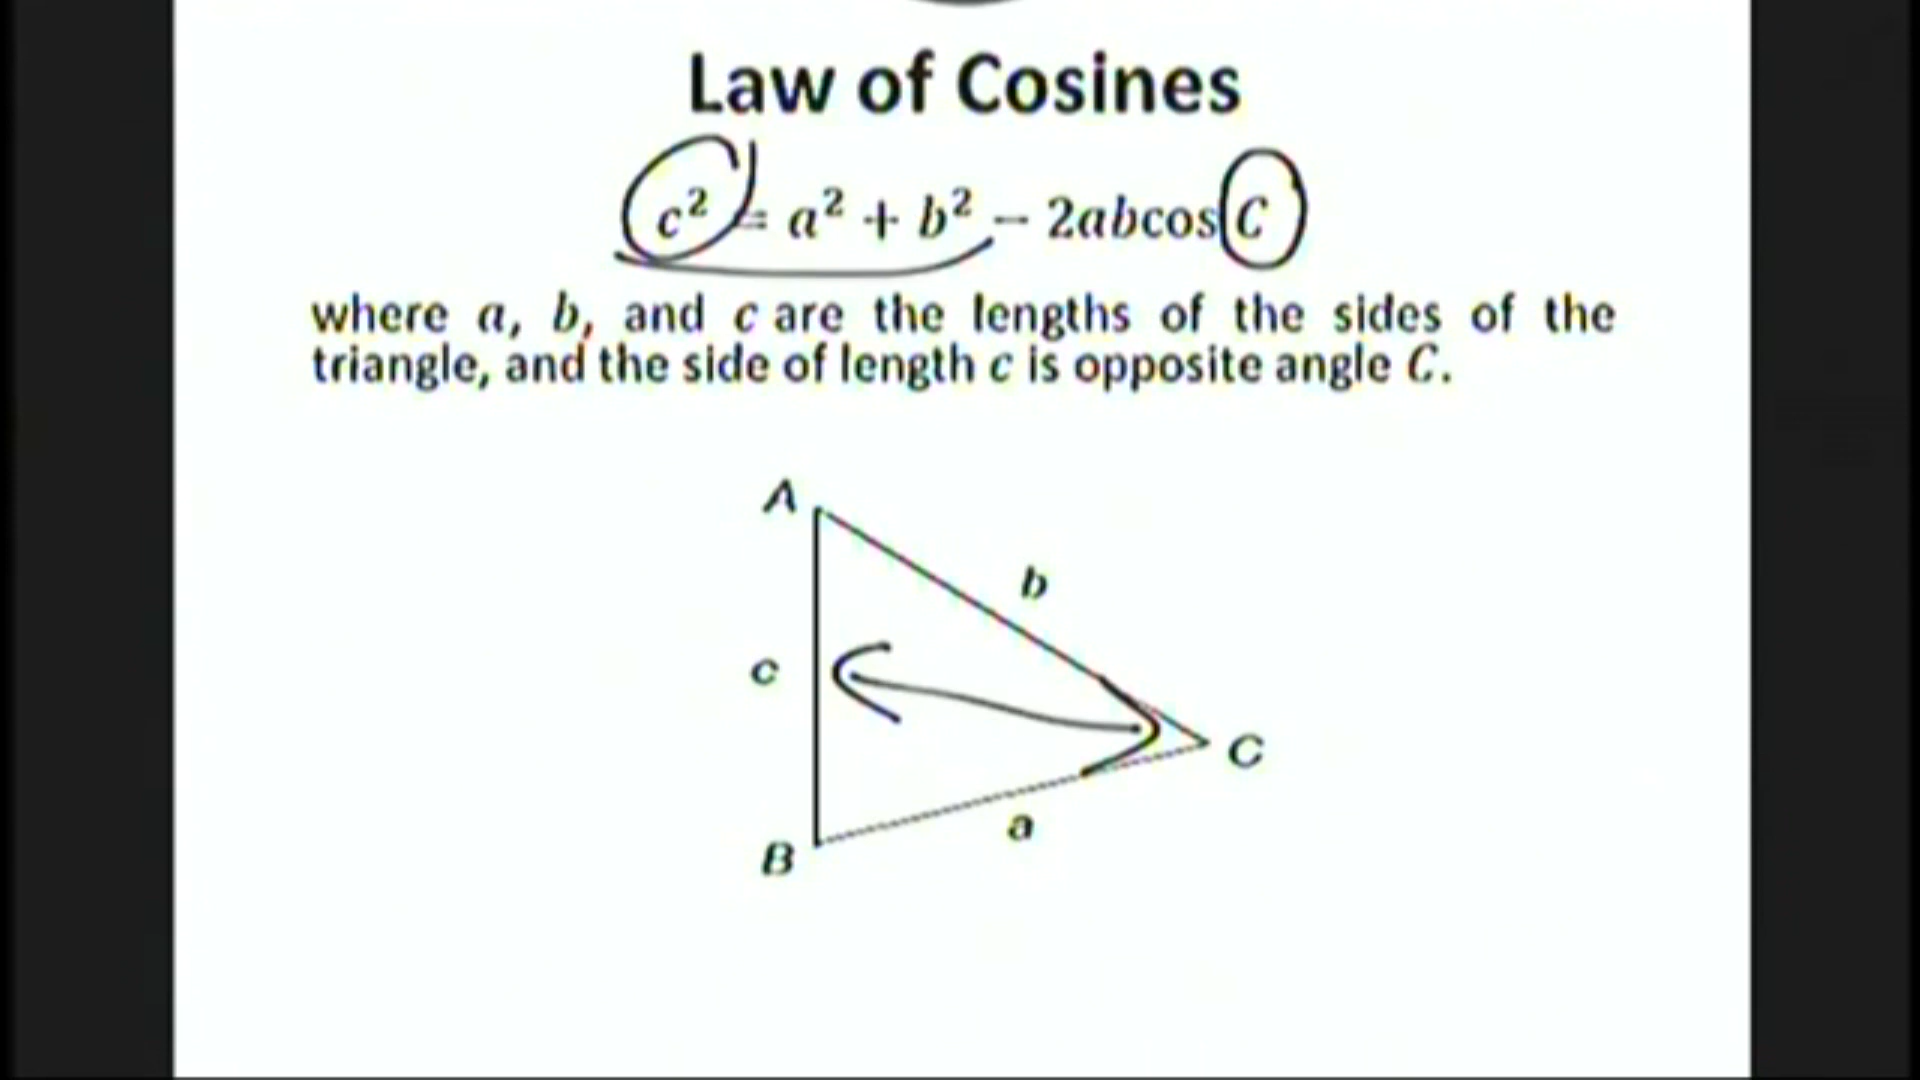 Law of Cosines
c² = a² + b² − 2abcos C
where a, b, and c are the lengths of the sides of the
triangle, and the side of length c is opposite angle C.
A
b
c
C
a
B